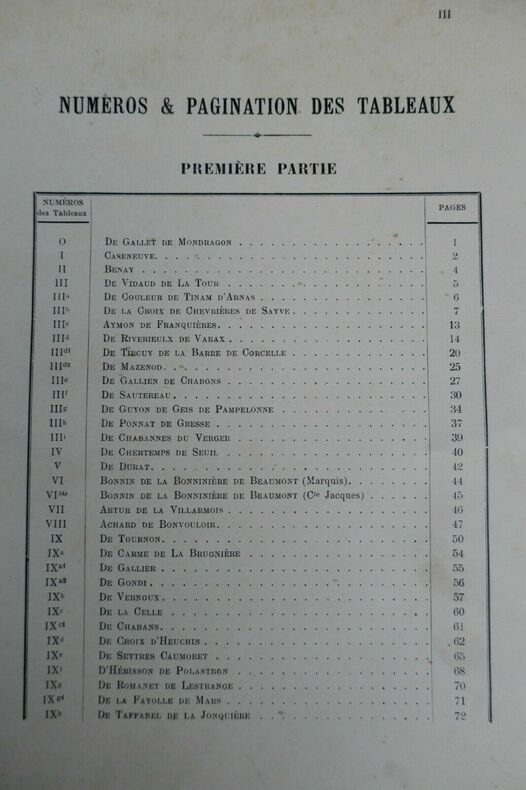 III
NUMÉROS & PAGINATION DES TABLEAUX
PREMIÈRE PARTIE
NUMÉROS des Tableaux PAGES
O De Gallet de Mondragon 1
I Caseneuve 2
II Benay 4
III De Vidaud de La Tour 5
IIIa De Couleur de Tinam d'Arnas 6
IIIb De la Croix de Chevrières de Sayve 7
IIIc Aymon de Franquières 13
IIId De Riverieulx de Varax 14
IIId1 De Tircuy de la Barre de Corcelle 20
IIId2 De Mazenod 25
IIIe De Gallien de Chabons 27
IIIf De Sautereau 30
IIIg De Guyon de Geis de Pampelonne 34
IIIh De Ponnat de Gresse 37
IIIi De Chabannes du Verger 39
IV De Chertemps de Seuil 40
V De Durat 42
VI Bonnin de la Bonninière de Beaumont (Marquis) 44
VIbis Bonnin de la Bonninière de Beaumont (Cte Jacques) 45
VII Artur de la Villarmois 46
VIII Achard de Bonvouloir 47
IX De Tournon 50
IXa De Carme de La Brugnière 54
IXa1 De Gallier 55
IXa2 De Gondi 56
IXb De Vernoux 57
IXc De la Celle 60
IXc1 De Chabans 61
IXd De Croix d'Heuchin 62
IXe De Seytres Caumoret 65
IXf D'Hérisson de Polastron 68
IXg De Romanet de Lestrange 70
IXg1 De la Fayolle de Mars 71
IXh De Taffanel de la Jonquière 72